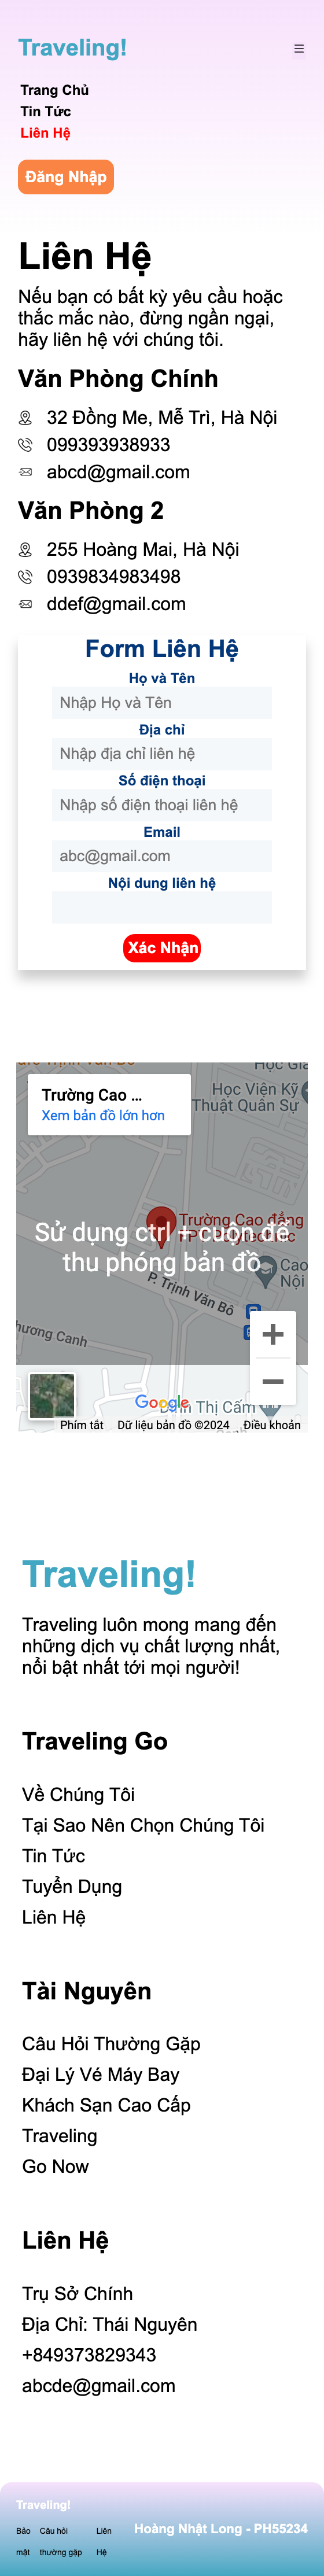 Traveling!
Trang Chủ
Tin Tức
Liên Hệ
Đăng Nhập
Liên Hệ
Nếu bạn có bất kỳ yêu cầu hoặc
thắc mắc nào, đừng ngần ngại,
hãy liên hệ với chúng tôi.
Văn Phòng Chính
32 Đồng Me, Mễ Trì, Hà Nội
099393938933
abcd@gmail.com
Văn Phòng 2
255 Hoàng Mai, Hà Nội
0939834983498
ddef@gmail.com
Form Liên Hệ
Họ và Tên
Nhập Họ và Tên
Địa chỉ
Nhập địa chỉ liên hệ
Số điện thoại
Nhập số điện thoại liên hệ
Email
abc@gmail.com
Nội dung liên hệ
Xác Nhận
Trường Cao ...
Xem bản đồ lớn hơn
Học Viện Kỹ
Thuật Quân Sự
Trường Cao đẳng
FPT Polytechnic
Sử dụng ctrl + cuộn để
thu phóng bản đồ
Cao
Nội
P. Trịnh Văn Bô
hương Canh
Google
Thị Cấm
Phím tắt Dữ liệu bản đồ ©2024 Điều khoản
Traveling!
Traveling luôn mong mang đến
những dịch vụ chất lượng nhất,
nổi bật nhất tới mọi người!
Traveling Go
Về Chúng Tôi
Tại Sao Nên Chọn Chúng Tôi
Tin Tức
Tuyển Dụng
Liên Hệ
Tài Nguyên
Câu Hỏi Thường Gặp
Đại Lý Vé Máy Bay
Khách Sạn Cao Cấp
Traveling
Go Now
Liên Hệ
Trụ Sở Chính
Địa Chỉ: Thái Nguyên
+849373829343
abcde@gmail.com
Traveling!
Bảo Câu hỏi Liên
mật thường gặp Hệ
Hoàng Nhật Long - PH55234